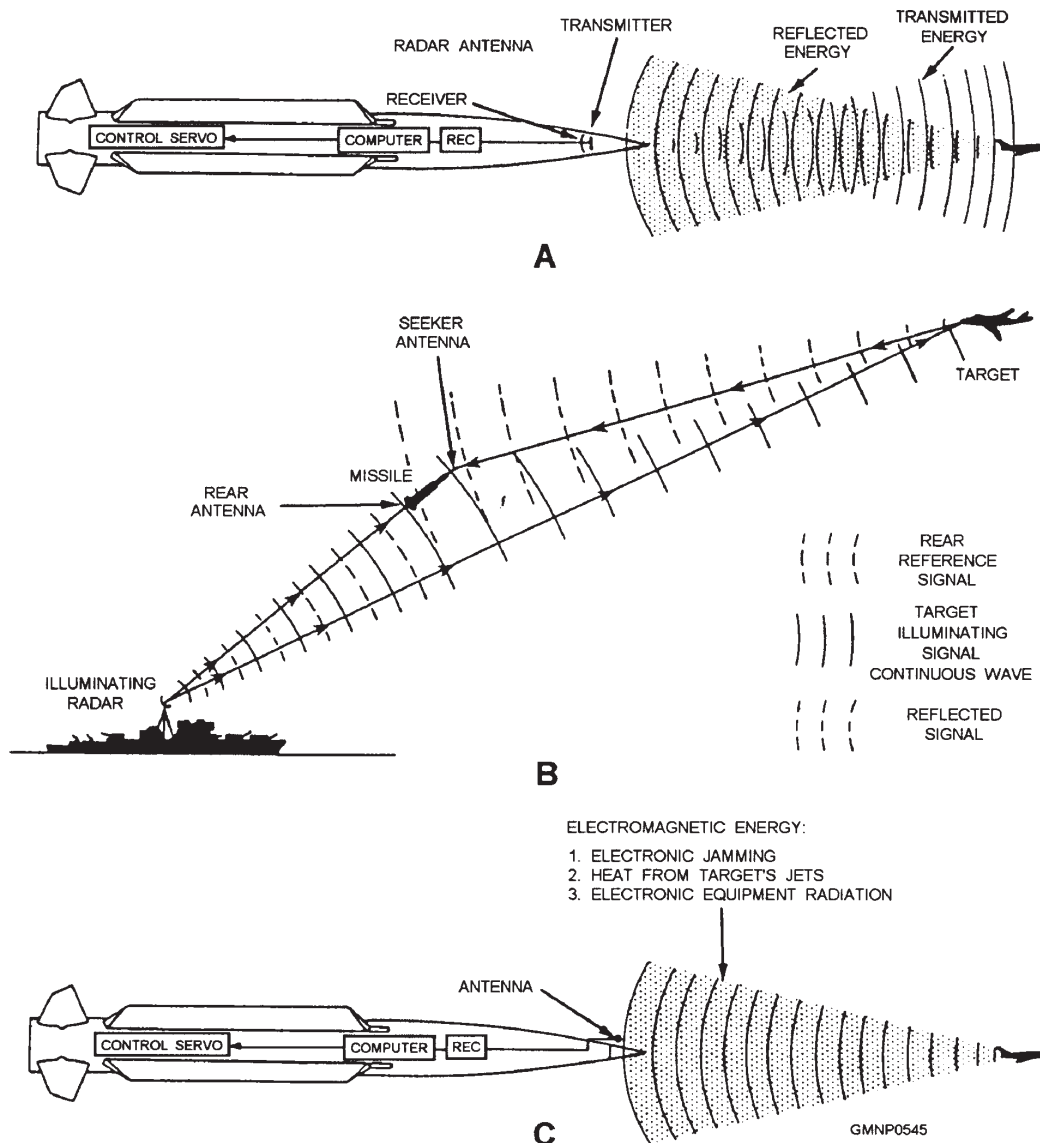 RADAR ANTENNA
TRANSMITTER
REFLECTED
ENERGY
TRANSMITTED
ENERGY
RECEIVER
CONTROL SERVO
COMPUTER
REC
A
SEEKER
ANTENNA
TARGET
MISSILE
REAR
ANTENNA
REAR
REFERENCE
SIGNAL
TARGET
ILLUMINATING
SIGNAL
CONTINUOUS WAVE
ILLUMINATING
RADAR
REFLECTED
SIGNAL
B
ELECTROMAGNETIC ENERGY:
1. ELECTRONIC JAMMING
2. HEAT FROM TARGET'S JETS
3. ELECTRONIC EQUIPMENT RADIATION
ANTENNA
CONTROL SERVO
COMPUTER
REC
GMNP0545
C